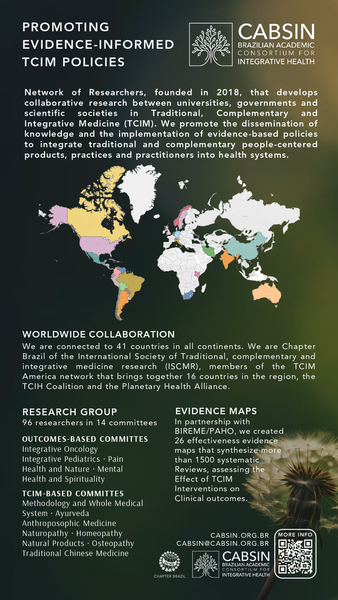 PROMOTING
EVIDENCE-INFORMED
TCIM POLICIES
CABSIN
BRAZILIAN ACADEMIC
CONSORTIUM FOR
INTEGRATIVE HEALTH
Network of Researchers, founded in 2018, that develops
collaborative research between universities, governments and
scientific societies in Traditional, Complementary and
Integrative Medicine (TCIM). We promote the dissemination of
knowledge and the implementation of evidence-based policies
to integrate traditional and complementary people-centered
products, practices and practitioners into health systems.
WORLDWIDE COLLABORATION
We are connected to 41 countries in all continents. We are Chapter
Brazil of the International Society of Traditional, complementary and
integrative medicine research (ISCMR), members of the TCIM
America network that brings together 16 countries in the region, the
TCIH Coalition and the Planetary Health Alliance.
RESEARCH GROUP
96 researchers in 14 committees
OUTCOMES-BASED COMMITTES
Integrative Oncology
Integrative Pediatrics · Pain
Health and Nature · Mental
Health and Spirituality
TCIM-BASED COMMITTES
Methodology and Whole Medical
System · Ayurveda
Anthroposophic Medicine
Naturopathy · Homeopathy
Natural Products · Osteopathy
Traditional Chinese Medicine
EVIDENCE MAPS
In partnership with
BIREME/PAHO, we created
26 effectiveness evidence
maps that synthesize more
than 1500 systematic
Reviews, assessing the
Effect of TCIM
Interventions on
Clinical outcomes.
CABSIN.ORG.BR
CABSIN@CABSIN.ORG.BR
MORE INFO
CHAPTER BRAZIL
CABSIN
BRAZILIAN ACADEMIC
CONSORTIUM FOR
INTEGRATIVE HEALTH